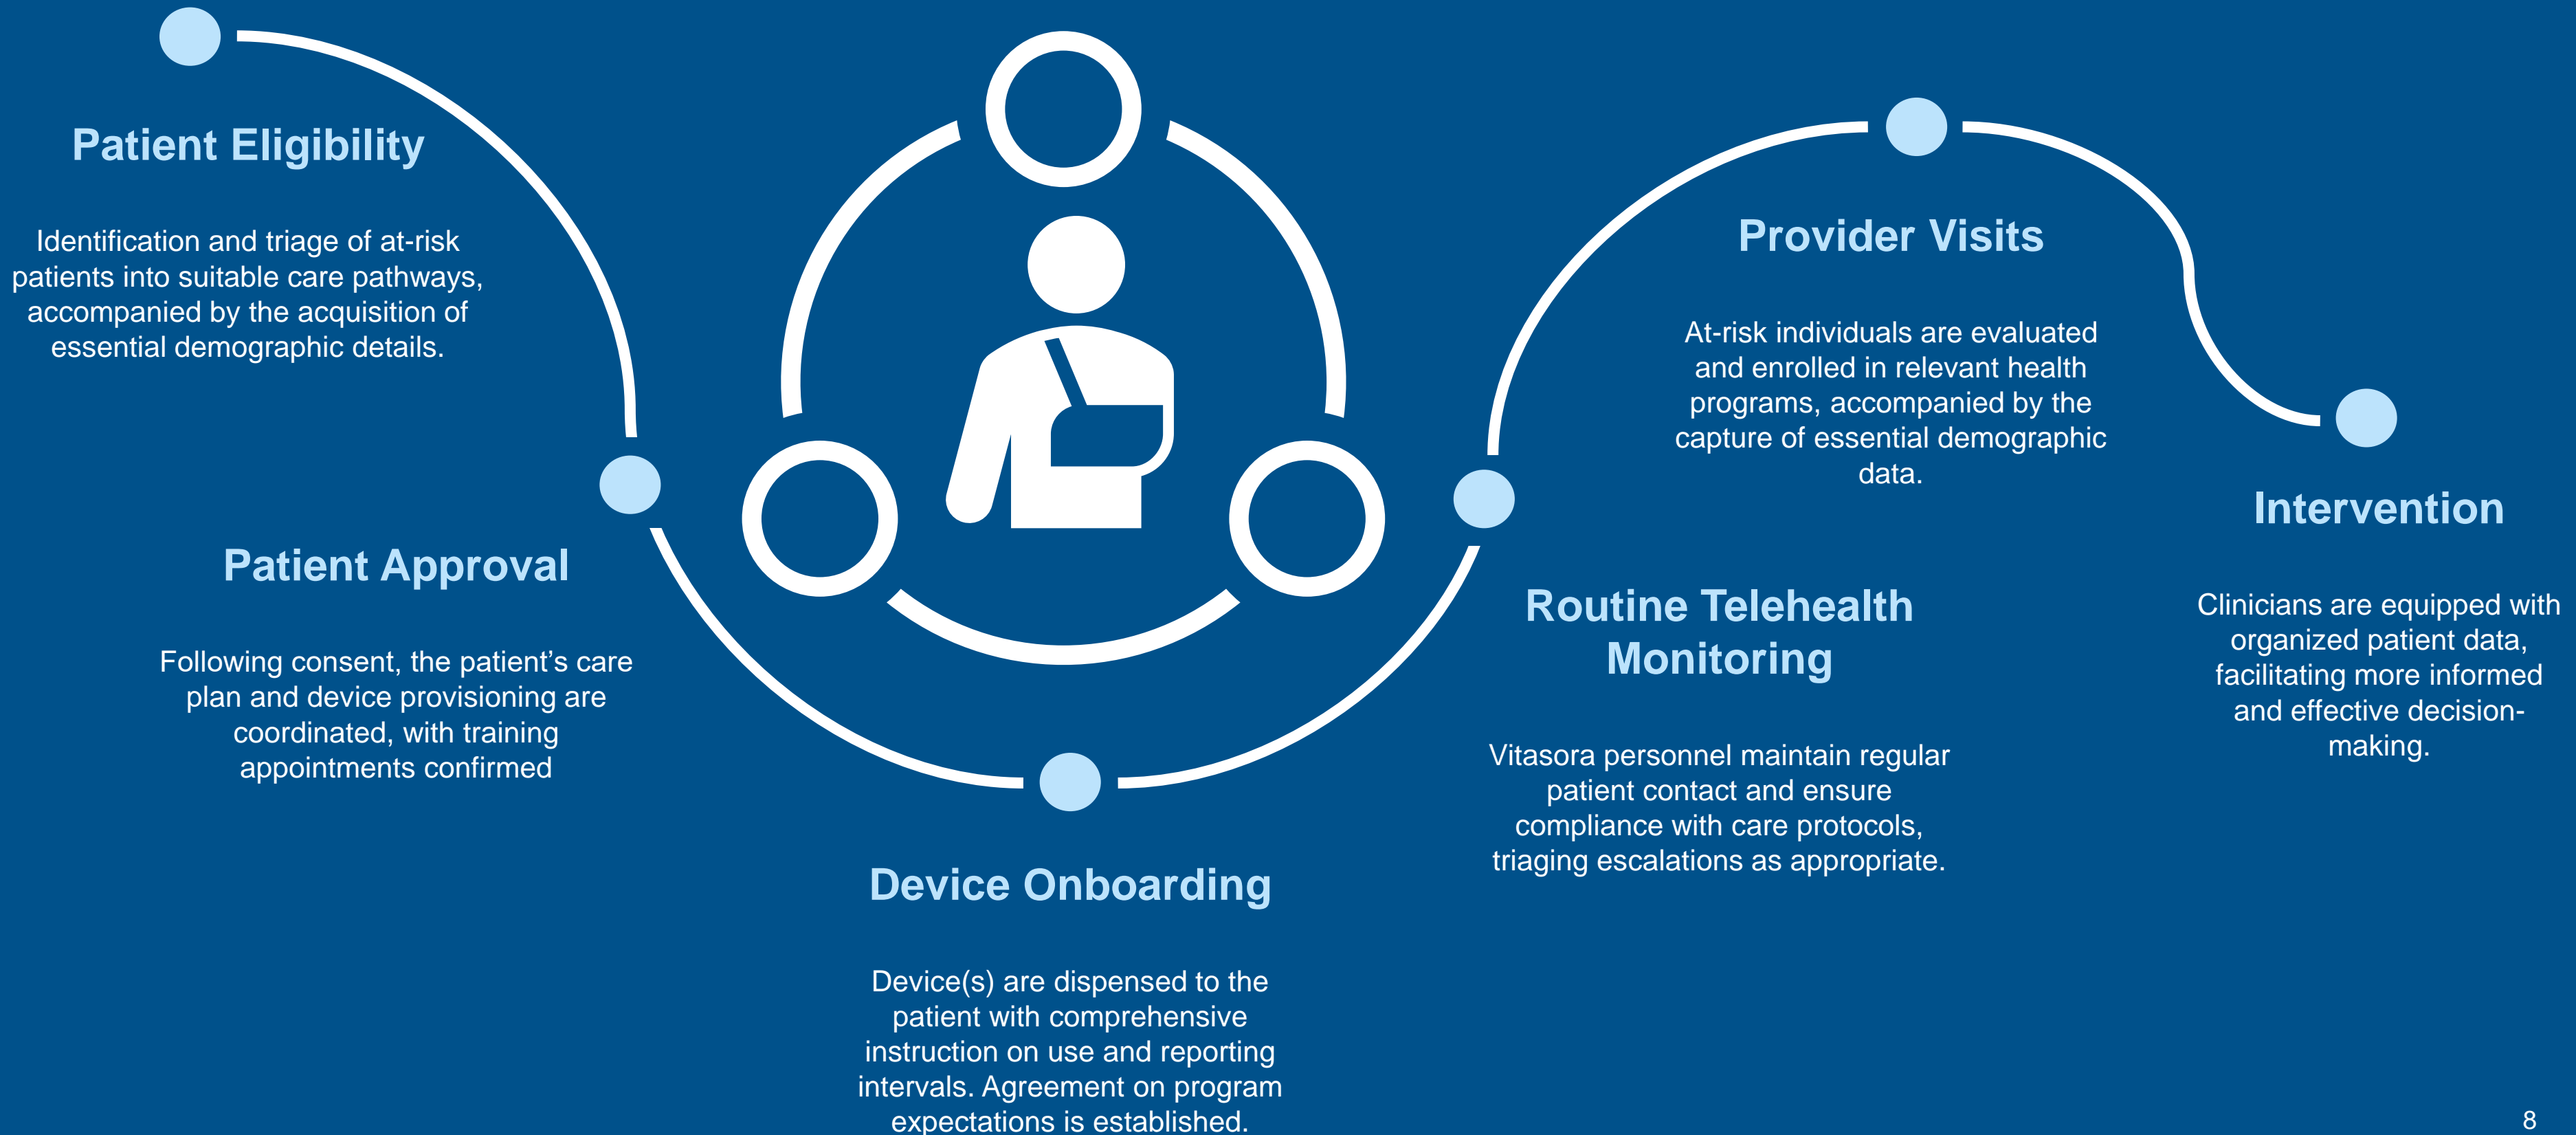 Patient Eligibility
Identification and triage of at-risk
patients into suitable care pathways,
accompanied by the acquisition of
essential demographic details.
Patient Approval
Following consent, the patient’s care
plan and device provisioning are
coordinated, with training
appointments confirmed
Device Onboarding
Device(s) are dispensed to the
patient with comprehensive
instruction on use and reporting
intervals. Agreement on program
expectations is established.
Routine Telehealth
Monitoring
Vitasora personnel maintain regular
patient contact and ensure
compliance with care protocols,
triaging escalations as appropriate.
Provider Visits
At-risk individuals are evaluated
and enrolled in relevant health
programs, accompanied by the
capture of essential demographic
data.
Intervention
Clinicians are equipped with
organized patient data,
facilitating more informed
and effective decision-
making.
8